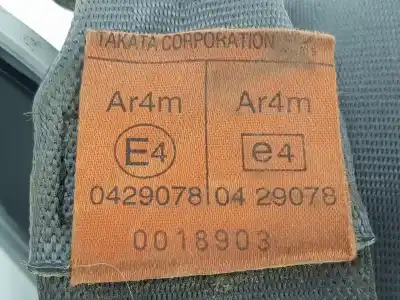 TAKATA CORPORATION
Ar4m Ar4m
E4 e4
0429078 04 29078
0018903